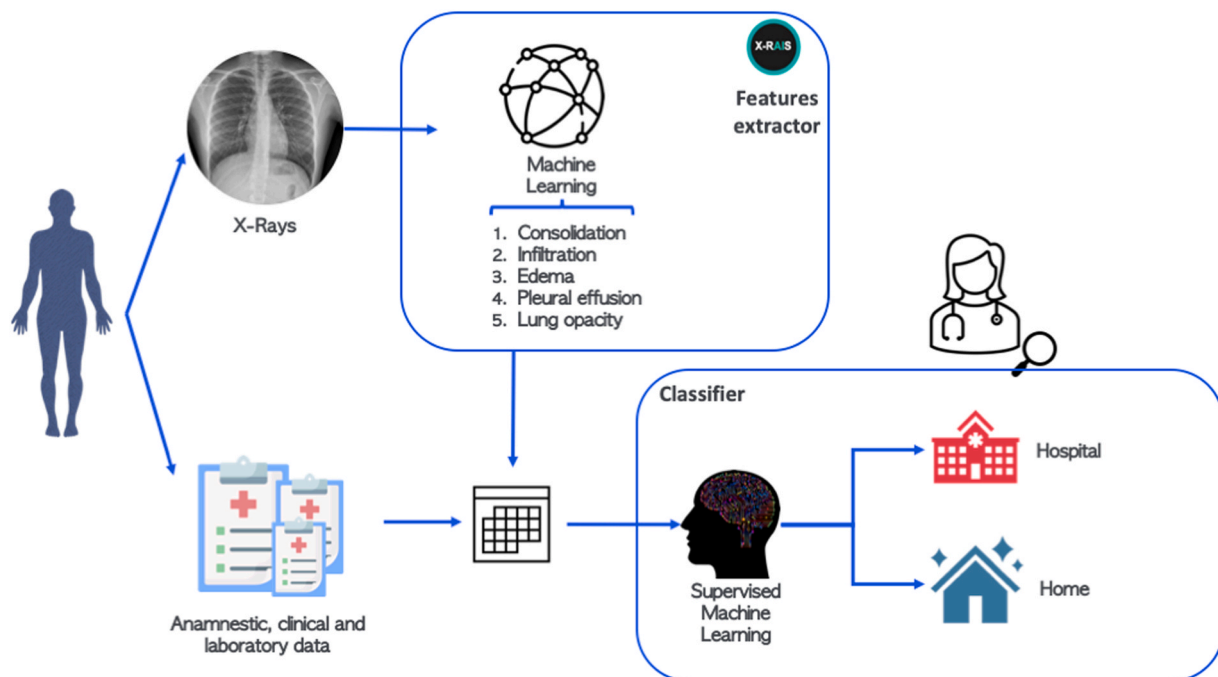 X-RAIS
Features
extractor
Machine
Learning
X-Rays
1. Consolidation
2. Infiltration
3. Edema
4. Pleural effusion
5. Lung opacity
Classifier
Hospital
Supervised
Machine
Learning
Home
Anamnestic, clinical and
laboratory data